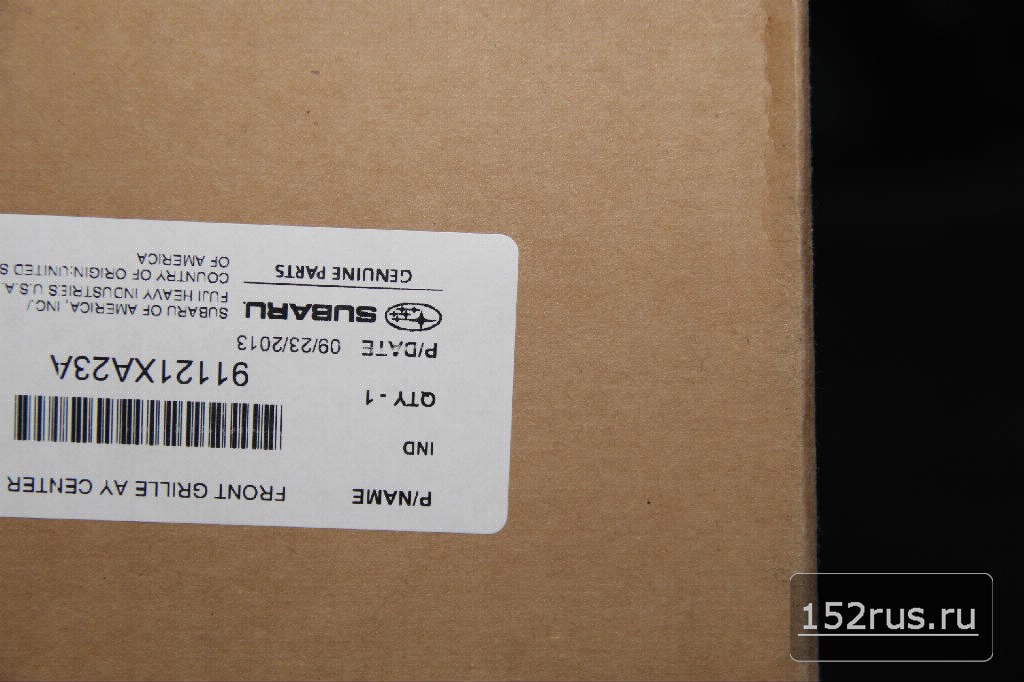 P/NAME FRONT GRILLE AY CENTER
IND
QTY - 1
91121XA23A
P/DATE 09/23/2013
SUBARU
GENUINE PARTS
SUBARU OF AMERICA, INC./
FUJI HEAVY INDUSTRIES U.S.A.
COUNTRY OF ORIGIN:UNITED S
OF AMERICA
152rus.ru